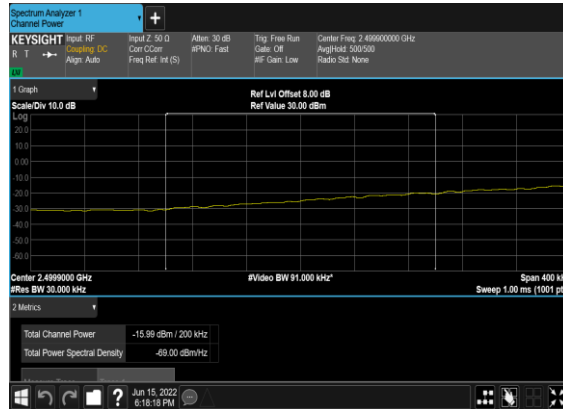 Spectrum Analyzer 1
Channel Power
KEYSIGHT
R T
Input: RF
Coupling: DC
Align: Auto
Input Z: 50 Ω
Corr CCorr
Freq Ref: Int (S)
Atten: 30 dB
#PNO: Fast
Trig: Free Run
Gate: Off
#IF Gain: Low
Center Freq: 2.499900000 GHz
Avg|Hold: 500/500
Radio Std: None
1 Graph
Scale/Div 10.0 dB
Ref Lvl Offset 8.00 dB
Ref Value 30.00 dBm
Log
20.0
10.0
0.00
-10.0
-20.0
-30.0
-40.0
-50.0
-60.0
Center 2.4999000 GHz
#Video BW 91.000 kHz*
Span 400 k
#Res BW 30.000 kHz
Sweep 1.00 ms (1001 pt
2 Metrics
Total Channel Power -15.99 dBm / 200 kHz
Total Power Spectral Density -69.00 dBm/Hz
?
Jun 15, 2022
6:18:18 PM